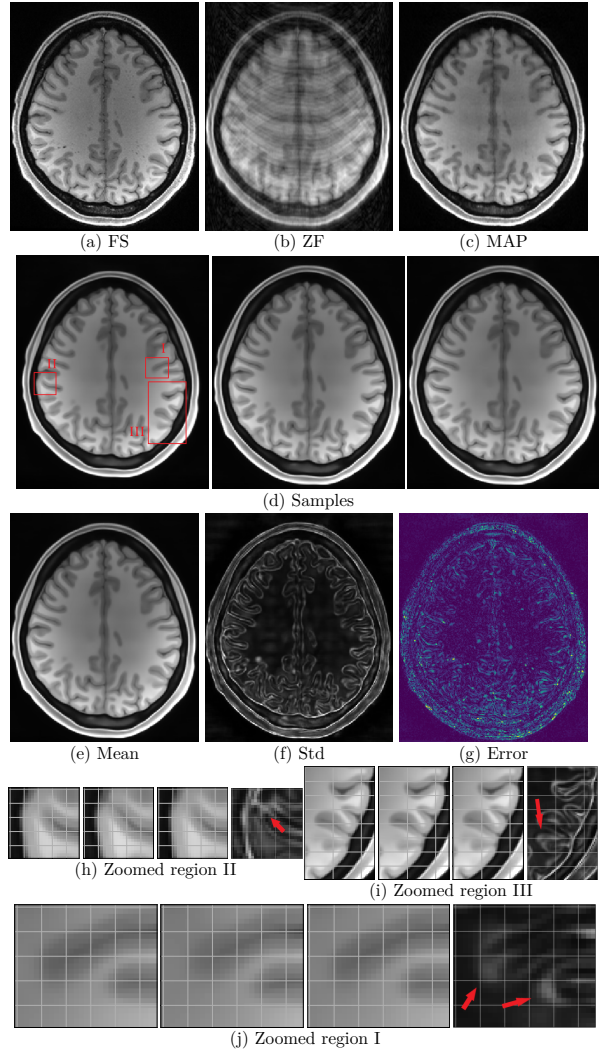 (a) FS
(b) ZF
(c) MAP
I
II
III
(d) Samples
(e) Mean
(f) Std
(g) Error
(h) Zoomed region II
(i) Zoomed region III
(j) Zoomed region I